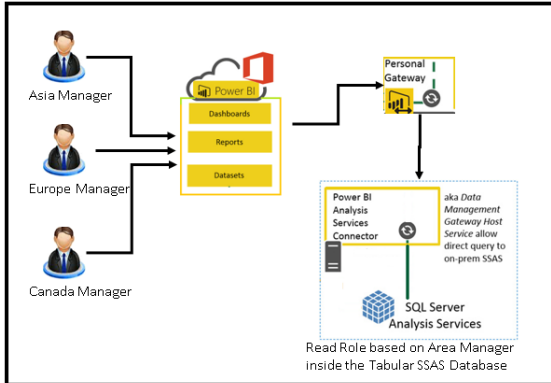 Asia Manager
Europe Manager
Canada Manager
Power BI
Dashboards
Reports
Datasets
Personal
Gateway
Power BI
Analysis
Services
Connector
aka Data
Management
Gateway Host
Service allow
direct query to
on-prem SSAS
SQL Server
Analysis Services
Read Role based on Area Manager
inside the Tabular SSAS Database